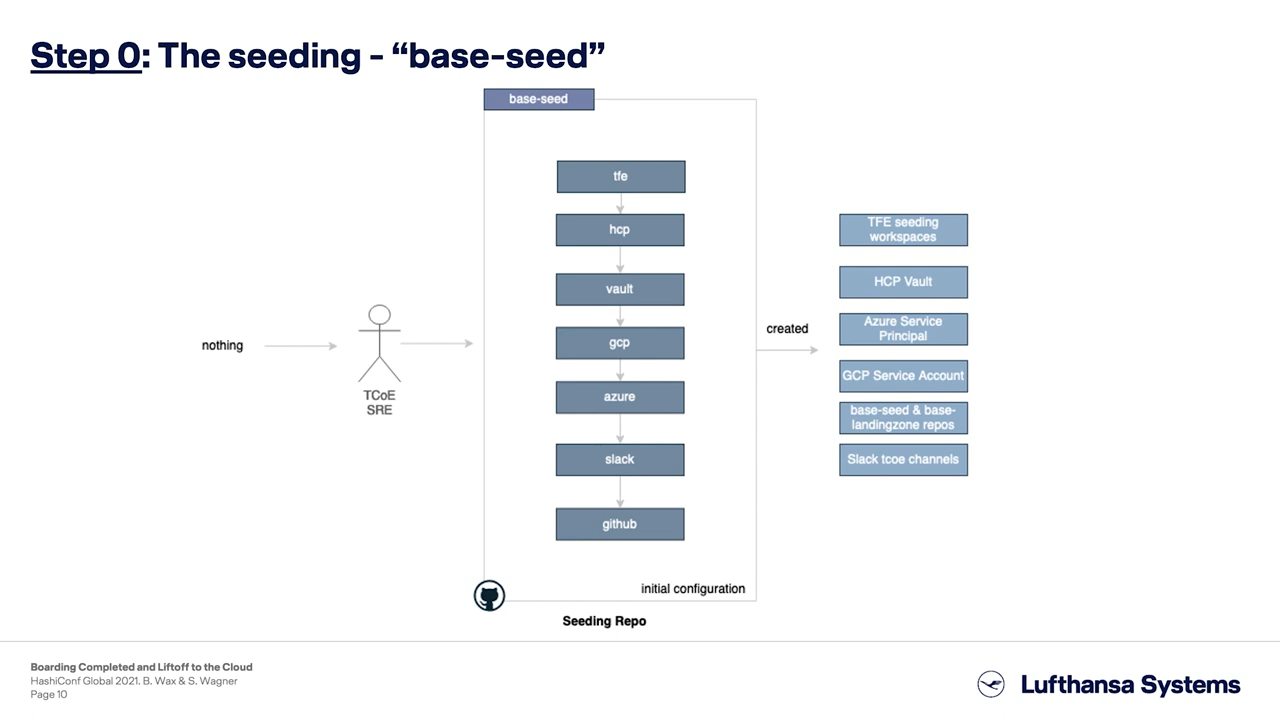 Step 0: The seeding - “base-seed”
base-seed
tfe
hcp
vault
gcp
azure
slack
github
nothing
TCoE
SRE
initial configuration
Seeding Repo
created
TFE seeding
workspaces
HCP Vault
Azure Service
Principal
GCP Service Account
base-seed & base-
landingzone repos
Slack tcoe channels
Boarding Completed and Liftoff to the Cloud
HashiConf Global 2021. B. Wax & S. Wagner
Page 10
Lufthansa Systems